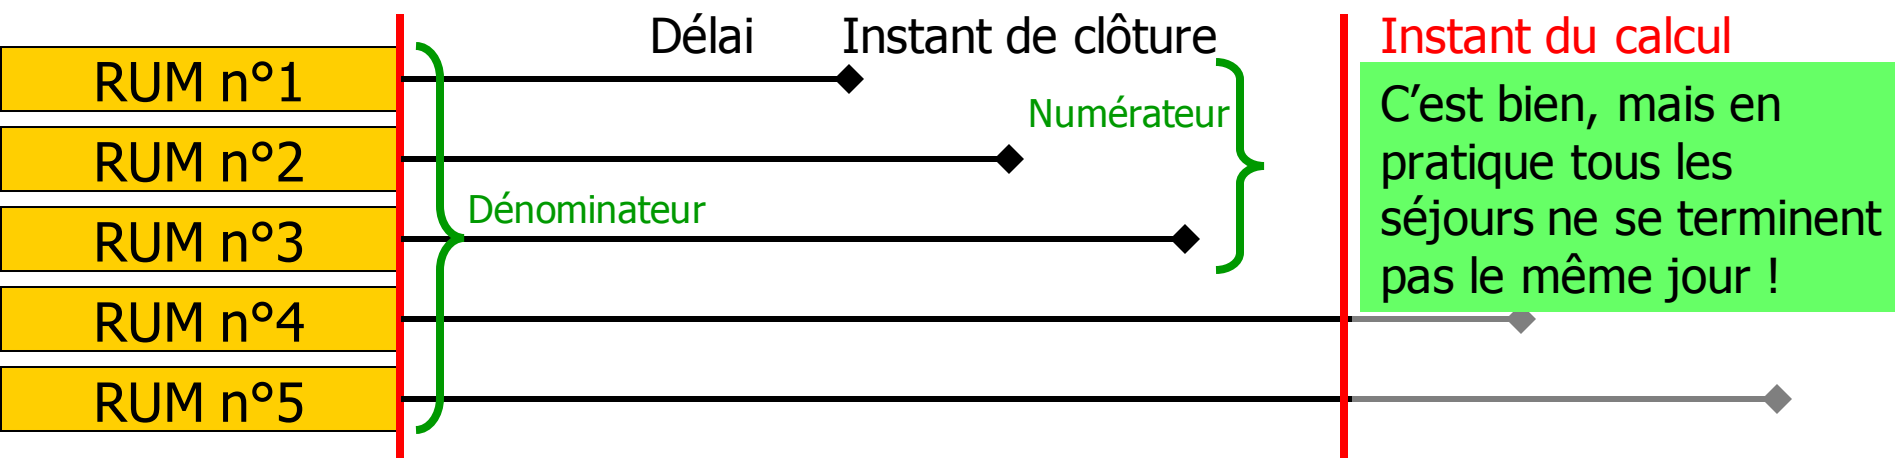 Délai
Instant de clôture
Instant du calcul
RUM n°1
C’est bien, mais en
pratique tous les
séjours ne se terminent
pas le même jour !
Numérateur
RUM n°2
Dénominateur
RUM n°3
RUM n°4
RUM n°5